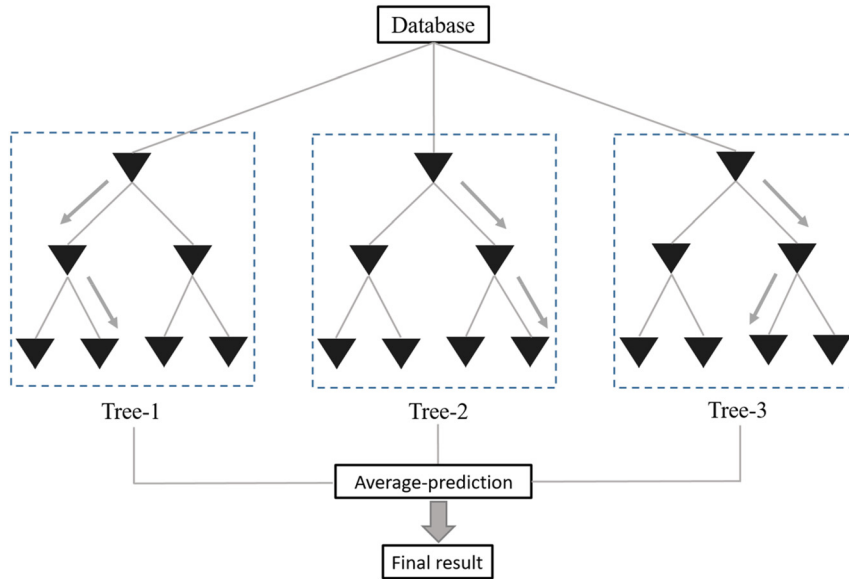 Database
Tree-1
Tree-2
Tree-3
Average-prediction
Final result